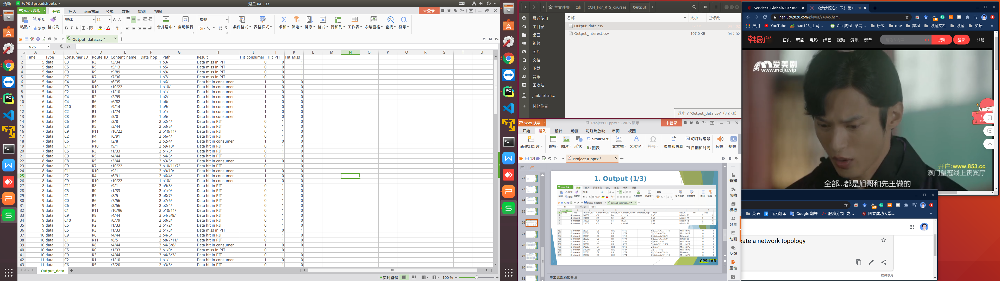 活动 WPS Spreadsheets 週二 04：33
WPS 表格 开始 插入 页面布局 公式 数据 审阅 视图 未登录
粘贴 剪切 复制 格式刷 宋体 11 合并居中 自动换行 常规 条件格式 表格样式 求和 筛选 排序 格式 行和列 工作表 冻结窗格 查找 符号
Output_data.csv *
N25
A B C D E F G H I J K L M N O P Q R S T U
1 Time Type Consumer_ID Route_ID Content_name Data_hop Path Result Hit_consumer Hit_PIT Hit_Miss
2 5 data C3 R3 r3/34 1 p3/ Data miss in PIT 0 0 1
3 5 data C5 R5 r5/13 1 p5/ Data miss in PIT 0 0 1
4 5 data C9 R9 r9/89 1 p9/ Data miss in PIT 0 0 1
5 5 data C7 R7 r7/36 1 p7/ Data miss in PIT 0 0 1
6 5 data C4 R6 r6/35 1 p6/ Data hit in consumer 1 0 0
7 5 data C9 R10 r10/22 1 p10/ Data hit in consumer 1 0 0
8 5 data C2 R1 r1/10 1 p1/ Data hit in consumer 1 0 0
9 5 data C4 R2 r2/99 1 p2/ Data hit in consumer 1 0 0
10 6 data C4 R6 r6/82 1 p6/ Data hit in consumer 1 0 0
11 6 data C10 R9 r9/14 1 p9/ Data hit in consumer 1 0 0
12 6 data C2 R1 r1/74 1 p1/ Data hit in consumer 1 0 0
13 6 data C8 R5 r5/0 1 p5/ Data hit in consumer 1 0 0
14 6 data C6 R4 r2/8 2 p2/4/ Data hit in PIT 0 1 0
15 7 data C8 R5 r3/44 2 p3/5/ Data hit in PIT 0 1 0
16 7 data C9 R11 r10/22 2 p10/11/ Data hit in PIT 0 1 0
17 7 data C2 R4 r6/91 2 p6/4/ Data hit in PIT 0 1 0
18 7 data C6 R4 r2/8 2 p2/4/ Data hit in consumer 1 0 0
19 7 data C11 R10 r9/1 2 p9/10/ Data hit in PIT 0 1 0
20 7 data C5 R3 r1/33 2 p1/3/ Data hit in PIT 0 1 0
21 8 data C9 R5 r4/44 2 p4/5/ Data hit in PIT 0 1 0
22 8 data C8 R5 r3/44 2 p3/5/ Data hit in consumer 1 0 0
23 8 data C9 R7 r10/22 3 p10/11/7/ Data hit in PIT 0 1 0
24 8 data C11 R10 r9/1 2 p9/10/ Data hit in consumer 1 0 0
25 8 data C2 R4 r6/91 2 p6/4/ Data hit in consumer 1 0 0
26 8 data C9 R10 r10/22 1 p10/ Data hit in consumer 1 0 0
27 8 data C11 R8 r9/1 2 p9/8/ Data hit in PIT 0 1 0
28 8 data C5 R0 r1/33 2 p1/0/ Data hit in PIT 0 1 0
29 9 data C1 R7 r8/5 2 p8/7/ Data hit in PIT 0 1 0
30 9 data C0 R6 r7/56 2 p7/6/ Data hit in PIT 0 1 0
31 9 data C6 R4 r2/56 2 p2/4/ Data hit in PIT 0 1 0
32 9 data C1 R11 r10/96 2 p10/11/ Data hit in PIT 0 1 0
33 9 data C9 R8 r4/44 3 p4/5/8/ Data hit in PIT 0 1 0
34 9 data C10 R3 r0/79 2 p0/3/ Data hit in PIT 0 1 0
35 9 data C5 R2 r1/33 2 p1/2/ Data hit in PIT 0 1 0
36 9 data C5 R3 r1/33 2 p1/3/ Data miss in PIT 0 0 1
37 10 data C9 R6 r4/44 2 p4/6/ Data hit in PIT 0 1 0
38 10 data C1 R11 r8/5 3 p8/7/11/ Data hit in PIT 0 1 0
39 10 data C9 R8 r4/44 3 p4/5/8/ Data hit in consumer 1 0 0
40 10 data C5 R0 r1/33 2 p1/0/ Data miss in PIT 0 0 1
41 10 data C9 R3 r4/44 3 p4/5/3/ Data hit in PIT 0 1 0
42 11 data C2 R1 r1/10 1 p1/ Data hit in consumer 1 0 0
43 11 data C6 R5 r3/20 2 p3/5/ Data hit in PIT 0 1 0
Output_data
实时备份 100 %
主文件夹 zjb CCN_For_RTS_courses Output
名称 大小 已修改
最近使用
主目录
桌面
视频
图片
文档
下载
音乐
回收站
jimbinzhan...
其他位置
Output_data.csv
Output_interest.csv 107.0 KB 04：02
选中了"Output_data.csv" (8.2 KB)
WPS 演示 Project II.pptx * - WPS 演示 未登录
开始 插入 设计 动画 幻灯片放映 审阅 视图
新建幻灯片 表格 图片 形状 SmartArt 图表 文本框 艺术字 符号 页眉和页脚 幻灯片编号 日期和时间 音频 视频
Project II.pptx *
22
23
24
25
26
27
28
29
30
31
1. Output (1/3)
CPS LAB
3
新建
切换
模板
分享
动画
反馈
属性
单击此处添加备注
Services: GlobalNOC: Indi 《步步惊心：丽》第18
hanjutv2020.com/player/24945.html
应用 YouTube hao123_上网... C++ 教程 | 菜鸟... 研究 one 課程 收藏夹栏 收藏 英语
韩剧tv 首页 韩剧 电影 综艺 视频 资讯 榜单 搜剧 登录 注册
爱美剧
www.meiju.vip
开户:www.853.cc
澳门皇冠线上贵宾厅
全部...都是旭哥和先王做的
英语 百度翻译 Google 翻譯 服務分類 | 成... 國立成功大學...
eate a network topology
提供意見